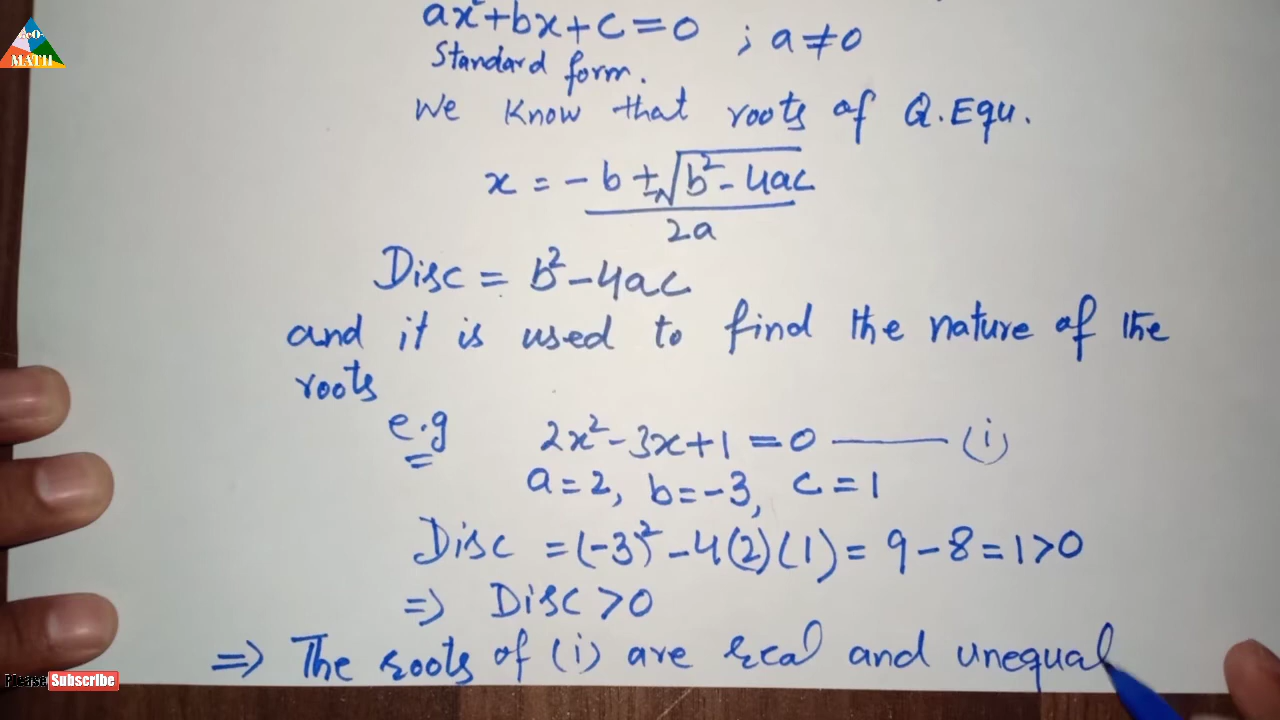 ax²+bx+c=0 ; a≠0
Standard form.
We Know that roots of Q.Equ.
x = -b ±√b²-4ac
2a
Disc = b²-4ac
and it is used to find the nature of the
roots
e.g 2x²-3x+1=0 —— (i)
a=2, b=-3, c=1
Disc =(-3)²-4(2)(1)= 9-8=1>0
=> Disc >0
=> The roots of (i) are real and unequal
MATH
Please Subscribe